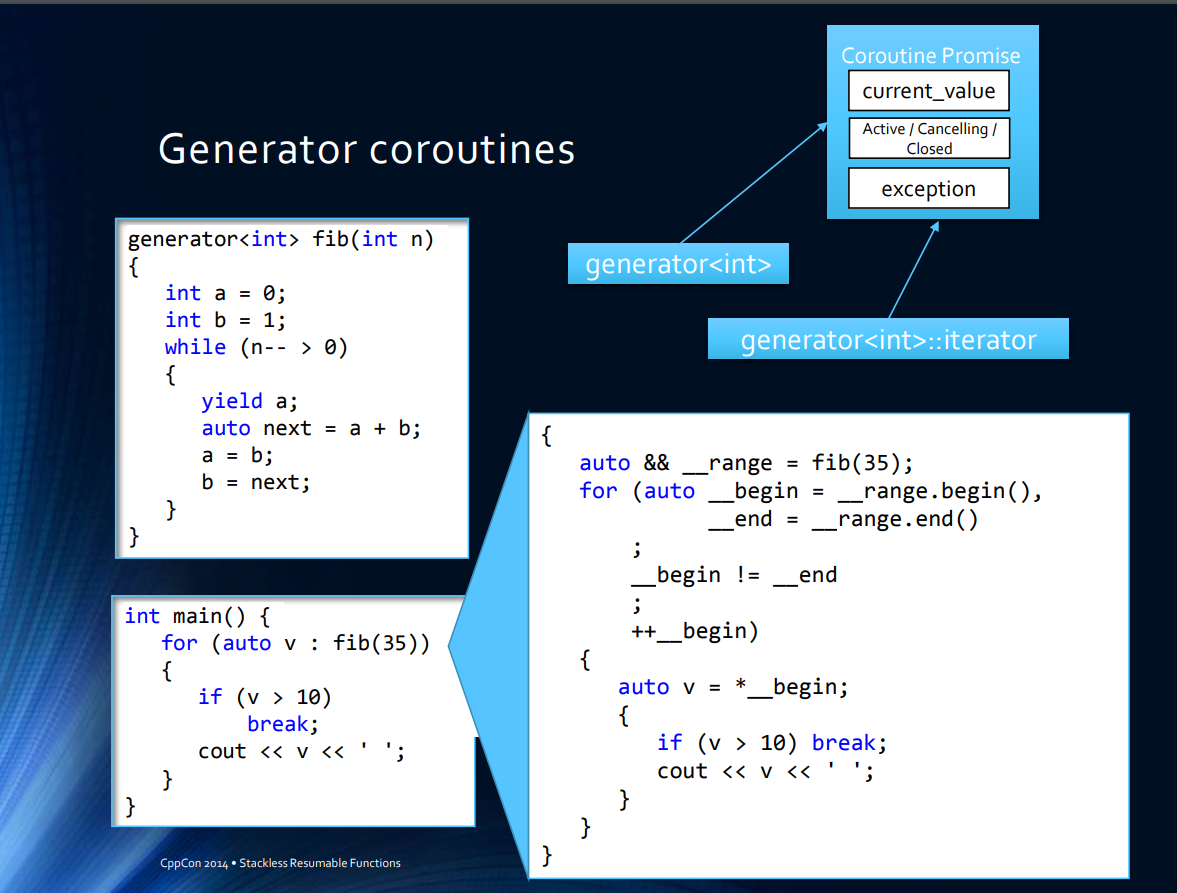 Generator coroutines
Coroutine Promise
current_value
Active / Cancelling /
Closed
exception
generator<int>
generator<int>::iterator
generator<int> fib(int n)
{
   int a = 0;
   int b = 1;
   while (n-- > 0)
   {
      yield a;
      auto next = a + b;
      a = b;
      b = next;
   }
}
int main() {
   for (auto v : fib(35))
   {
      if (v > 10)
          break;
      cout << v << ' ';
   }
}
{
   auto && __range = fib(35);
   for (auto __begin = __range.begin(),
             __end = __range.end()
       ;
       __begin != __end
       ;
       ++__begin)
   {
      auto v = *__begin;
      {
         if (v > 10) break;
         cout << v << ' ';
      }
   }
}
CppCon 2014 • Stackless Resumable Functions